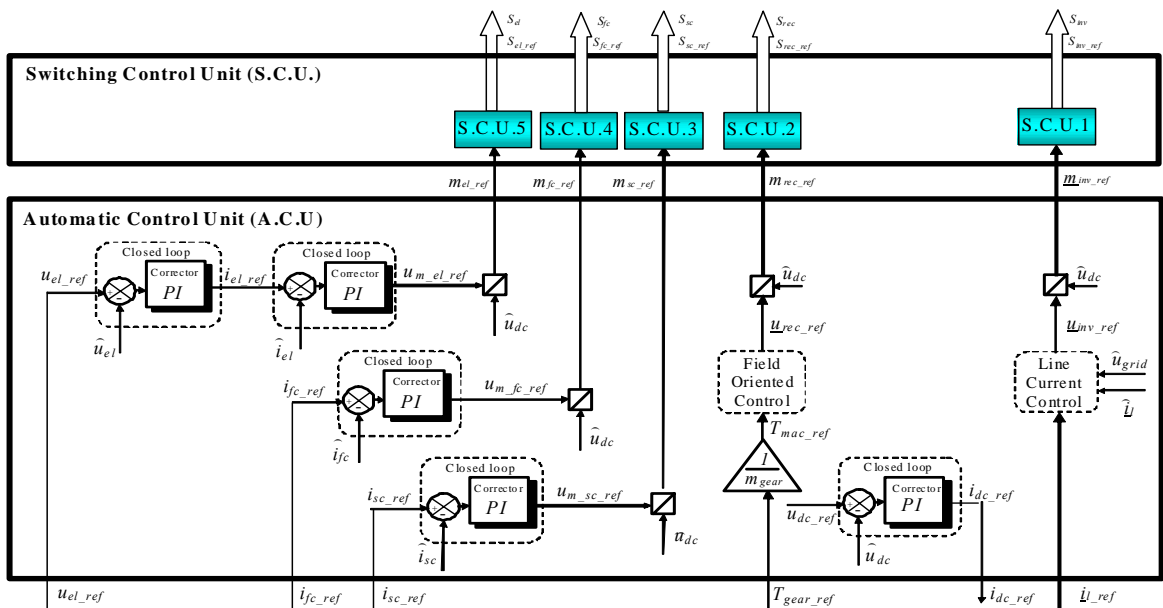 S_el
S_el_ref
S_fc
S_fc_ref
S_sc
S_sc_ref
S_rec
S_rec_ref
S_inv
S_inv_ref
Switching Control Unit (S.C.U.)
S.C.U.5
S.C.U.4
S.C.U.3
S.C.U.2
S.C.U.1
m_el_ref
m_fc_ref
m_sc_ref
m_rec_ref
m_inv_ref
Automatic Control Unit (A.C.U)
Closed loop
Closed loop
u_el_ref
Corrector
PI
+
-
i_el_ref
Corrector
PI
+
-
u_m_el_ref
û_dc
û_dc
û_dc
û_el
î_el
u_rec_ref
u_inv_ref
Closed loop
i_fc_ref
Corrector
PI
+
-
u_m_fc_ref
Field
Oriented
Control
Line
Current
Control
û_grid
î_l
û_dc
î_fc
T_mac_ref
1
m_gear
Closed loop
i_sc_ref
Corrector
PI
+
-
u_m_sc_ref
Closed loop
Corrector
PI
+
-
i_dc_ref
u_dc_ref
î_sc
u_dc
û_dc
u_el_ref
i_fc_ref
i_sc_ref
T_gear_ref
i_dc_ref
i_l_ref